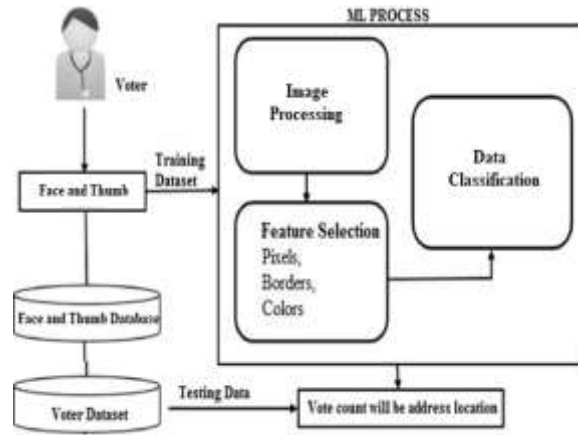 ML PROCESS
Voter
Image
Processing
Data
Classification
Training
Dataset
Face and Thumb
Feature Selection
Pixels,
Borders,
Colors
Face and Thumb Database
Voter Dataset
Testing Data
Vote count will be address location